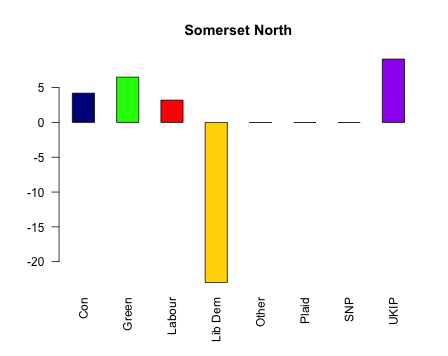 Somerset North
5
0
-5
-10
-15
-20
Con
Green
Labour
Lib Dem
Other
Plaid
SNP
UKIP